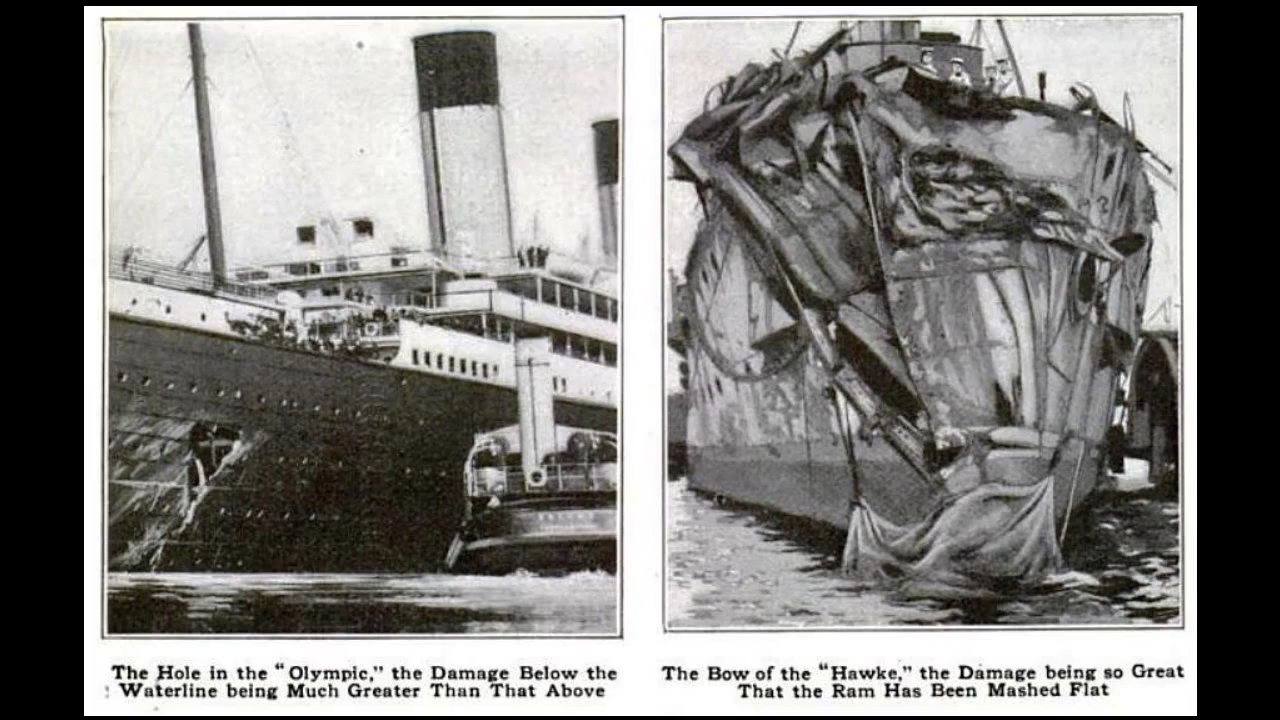 The Hole in the “Olympic,” the Damage Below the
Waterline being Much Greater Than That Above
The Bow of the “Hawke,” the Damage being so Great
That the Ram Has Been Mashed Flat